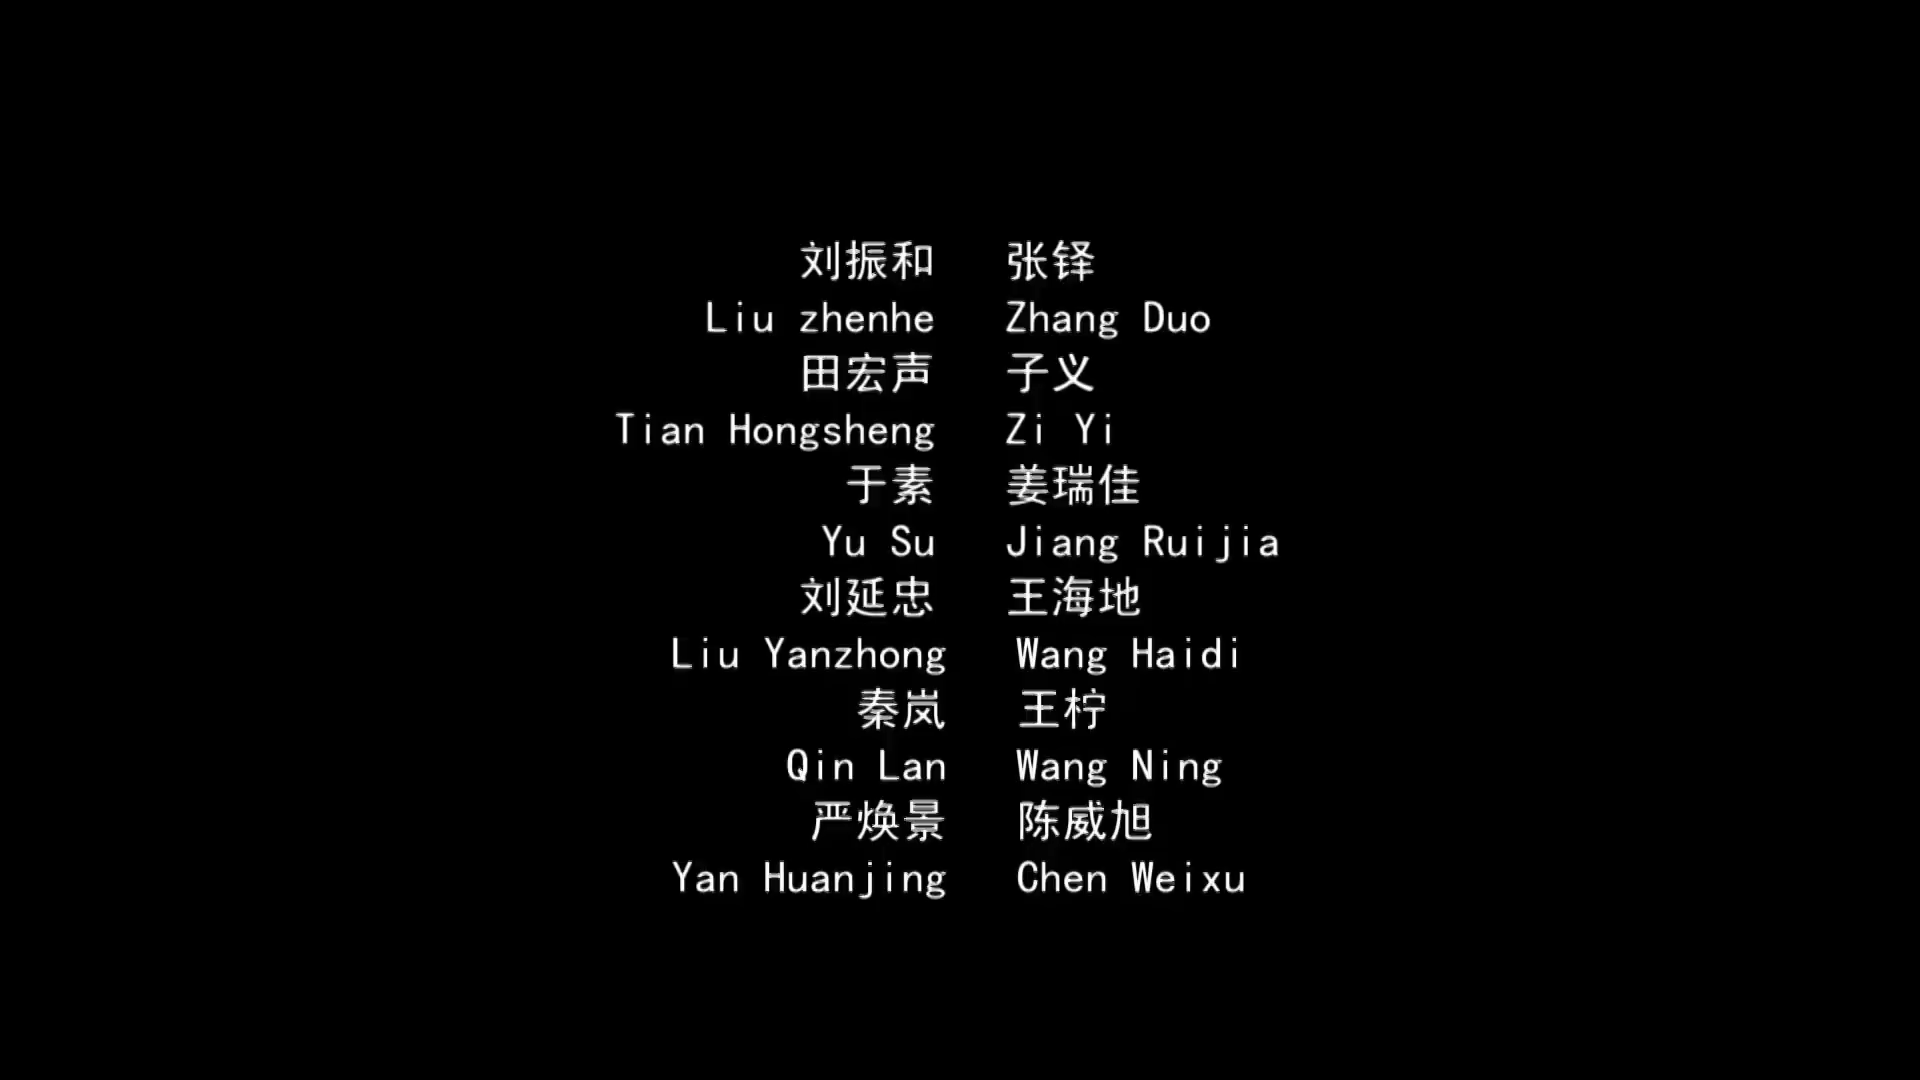 刘振和 张铎
Liu zhenhe Zhang Duo
田宏声 子义
Tian Hongsheng Zi Yi
于素 姜瑞佳
Yu Su Jiang Ruijia
刘延忠 王海地
Liu Yanzhong Wang Haidi
秦岚 王柠
Qin Lan Wang Ning
严焕景 陈威旭
Yan Huanjing Chen Weixu